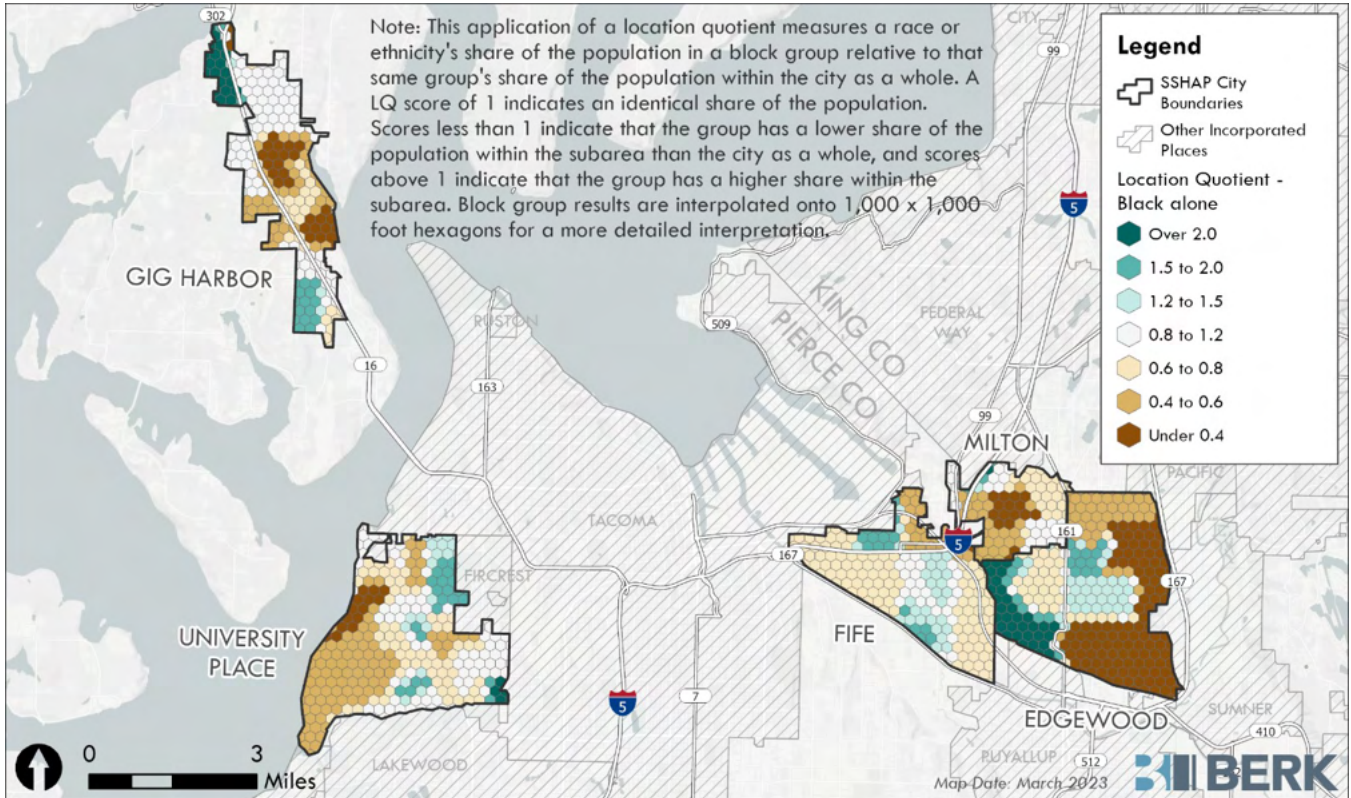 302
Note: This application of a location quotient measures a race or
ethnicity's share of the population in a block group relative to that
same group's share of the population within the city as a whole. A
LQ score of 1 indicates an identical share of the population.
Scores less than 1 indicate that the group has a lower share of the
population within the subarea than the city as a whole, and scores
above 1 indicate that the group has a higher share within the
subarea. Block group results are interpolated onto 1,000 x 1,000
foot hexagons for a more detailed interpretation.
CITY
99
5
Legend
SSHAP City
Boundaries
Other Incorporated
Places
Location Quotient -
Black alone
Over 2.0
1.5 to 2.0
1.2 to 1.5
0.8 to 1.2
0.6 to 0.8
0.4 to 0.6
Under 0.4
GIG HARBOR
RUSTON
509
KING CO
PIERCE CO
FEDERAL
WAY
16
163
99
MILTON
PACIFIC
TACOMA
167
5
161
167
FIRCREST
UNIVERSITY
PLACE
FIFE
5
7
EDGEWOOD
SUMNER
410
LAKEWOOD
PUYALLUP
512
0 3
Miles
Map Date: March 2023
BERK